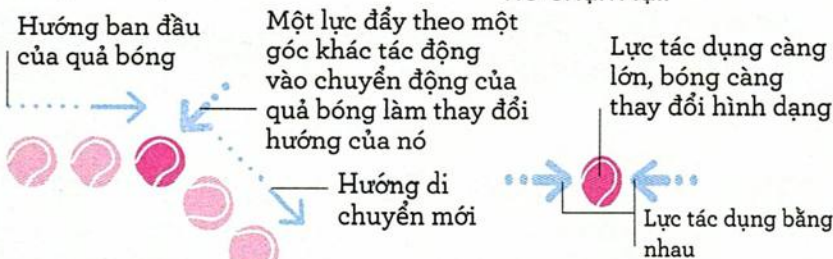 Hướng ban đầu
của quả bóng
Một lực đẩy theo một
góc khác tác động
vào chuyển động của
quả bóng làm thay đổi
hướng của nó
Hướng di
chuyển mới
Lực tác dụng càng
lớn, bóng càng
thay đổi hình dạng
Lực tác dụng bằng
nhau